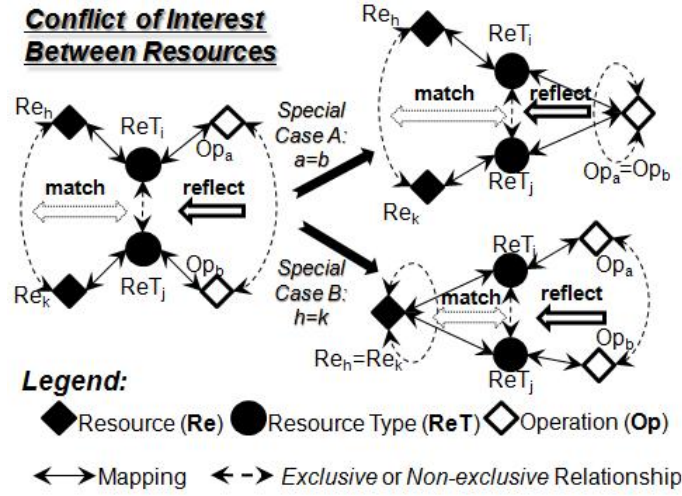 Conflict of Interest
Between Resources
Re_h
ReT_i
Op_a
match
reflect
Re_k
ReT_j
Op_b
Special
Case A:
a=b
Re_h
ReT_i
match
reflect
ReT_j
Op_a=Op_b
Re_k
Special
Case B:
h=k
ReT_i
Op_a
match
reflect
Re_h=Re_k
Op_b
ReT_j
Legend:
Resource (Re) Resource Type (ReT) Operation (Op)
Mapping Exclusive or Non-exclusive Relationship